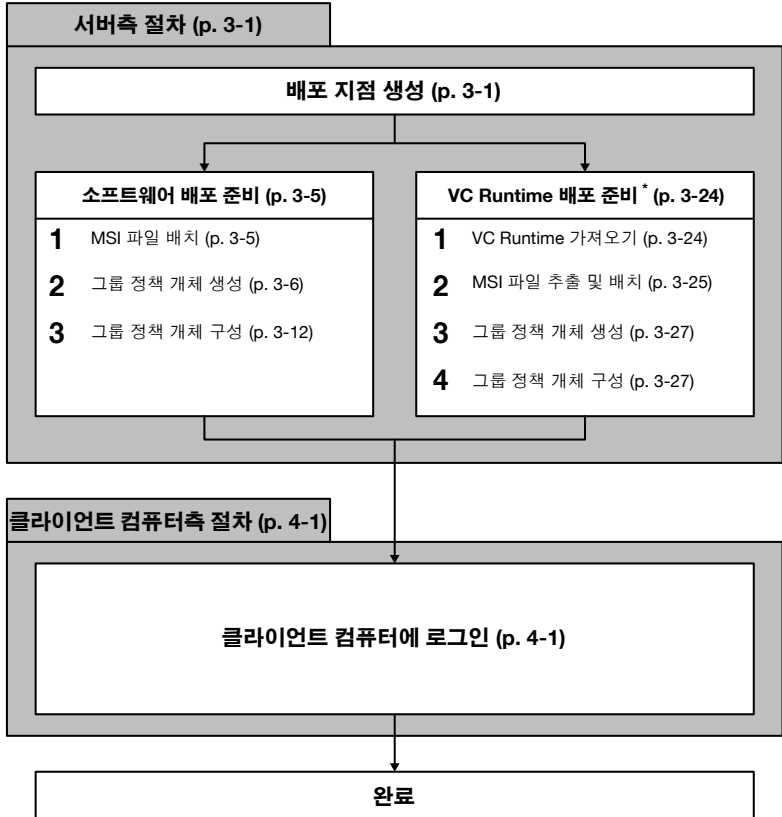 서버측 절차 (p. 3-1)
배포 지점 생성 (p. 3-1)
소프트웨어 배포 준비 (p. 3-5)
1 MSI 파일 배치 (p. 3-5)
2 그룹 정책 개체 생성 (p. 3-6)
3 그룹 정책 개체 구성 (p. 3-12)
VC Runtime 배포 준비 * (p. 3-24)
1 VC Runtime 가져오기 (p. 3-24)
2 MSI 파일 추출 및 배치 (p. 3-25)
3 그룹 정책 개체 생성 (p. 3-27)
4 그룹 정책 개체 구성 (p. 3-27)
클라이언트 컴퓨터측 절차 (p. 4-1)
클라이언트 컴퓨터에 로그인 (p. 4-1)
완료